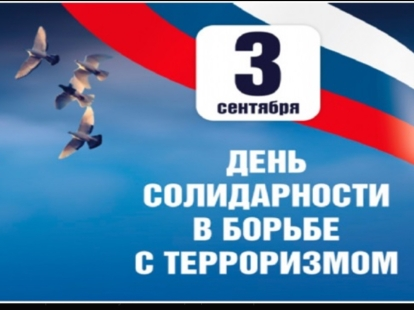 3
сентября
ДЕНЬ
СОЛИДАРНОСТИ
В БОРЬБЕ
С ТЕРРОРИЗМОМ